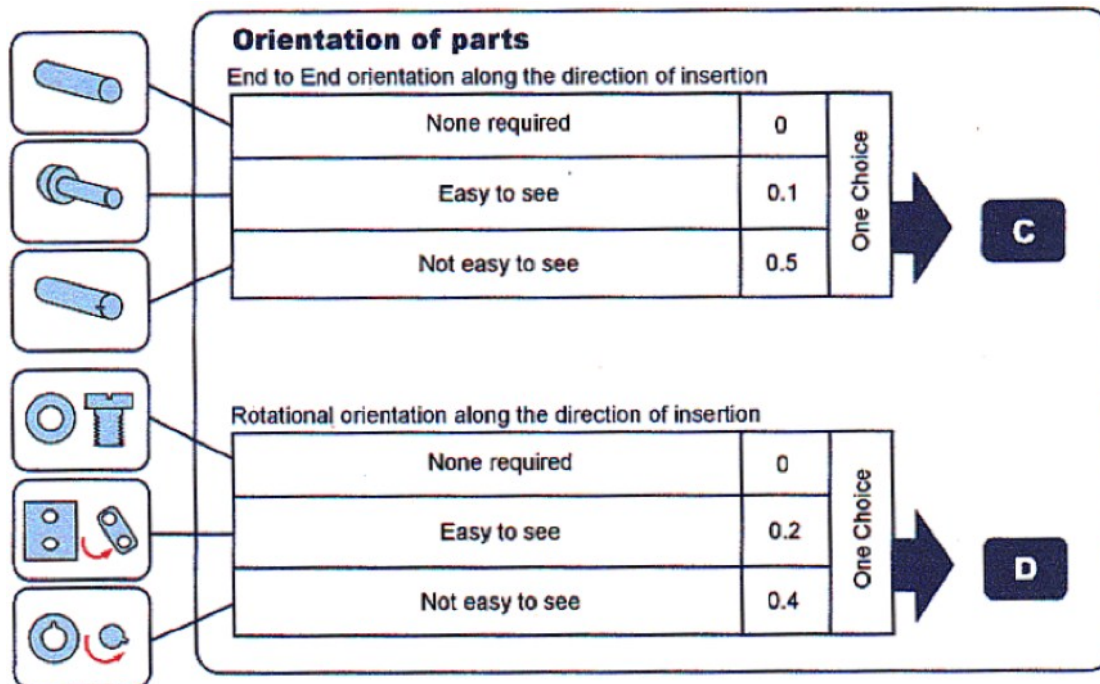 Orientation of parts
End to End orientation along the direction of insertion
None required 0
Easy to see 0.1
Not easy to see 0.5
One Choice
C
Rotational orientation along the direction of insertion
None required 0
Easy to see 0.2
Not easy to see 0.4
One Choice
D